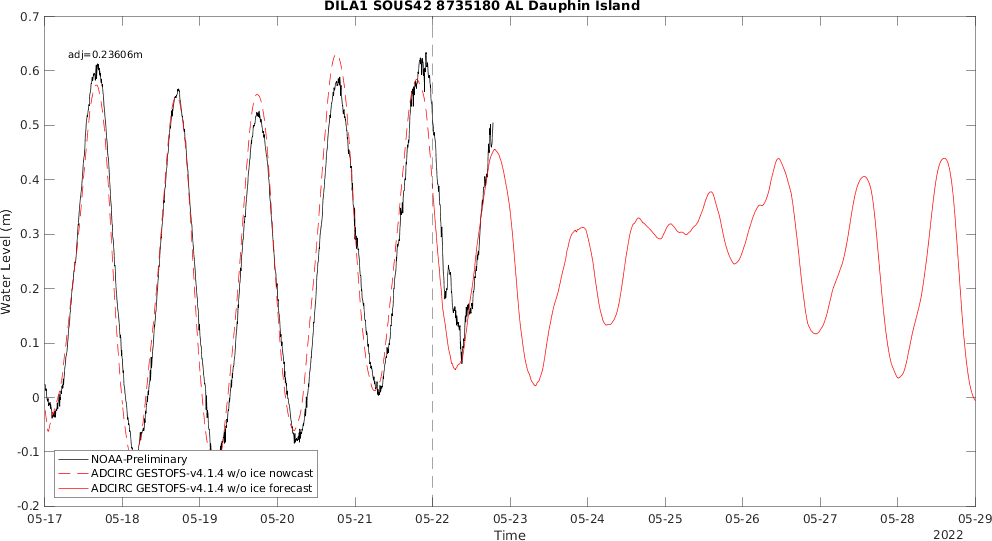 DILA1 SOUS42 8735180 AL Dauphin Island
adj=0.23606m
Water Level (m)
0.7
0.6
0.5
0.4
0.3
0.2
0.1
0
-0.1
-0.2
NOAA-Preliminary
ADCIRC GESTOFS-v4.1.4 w/o ice nowcast
ADCIRC GESTOFS-v4.1.4 w/o ice forecast
05-17 05-18 05-19 05-20 05-21 05-22 05-23 05-24 05-25 05-26 05-27 05-28 05-29
Time
2022